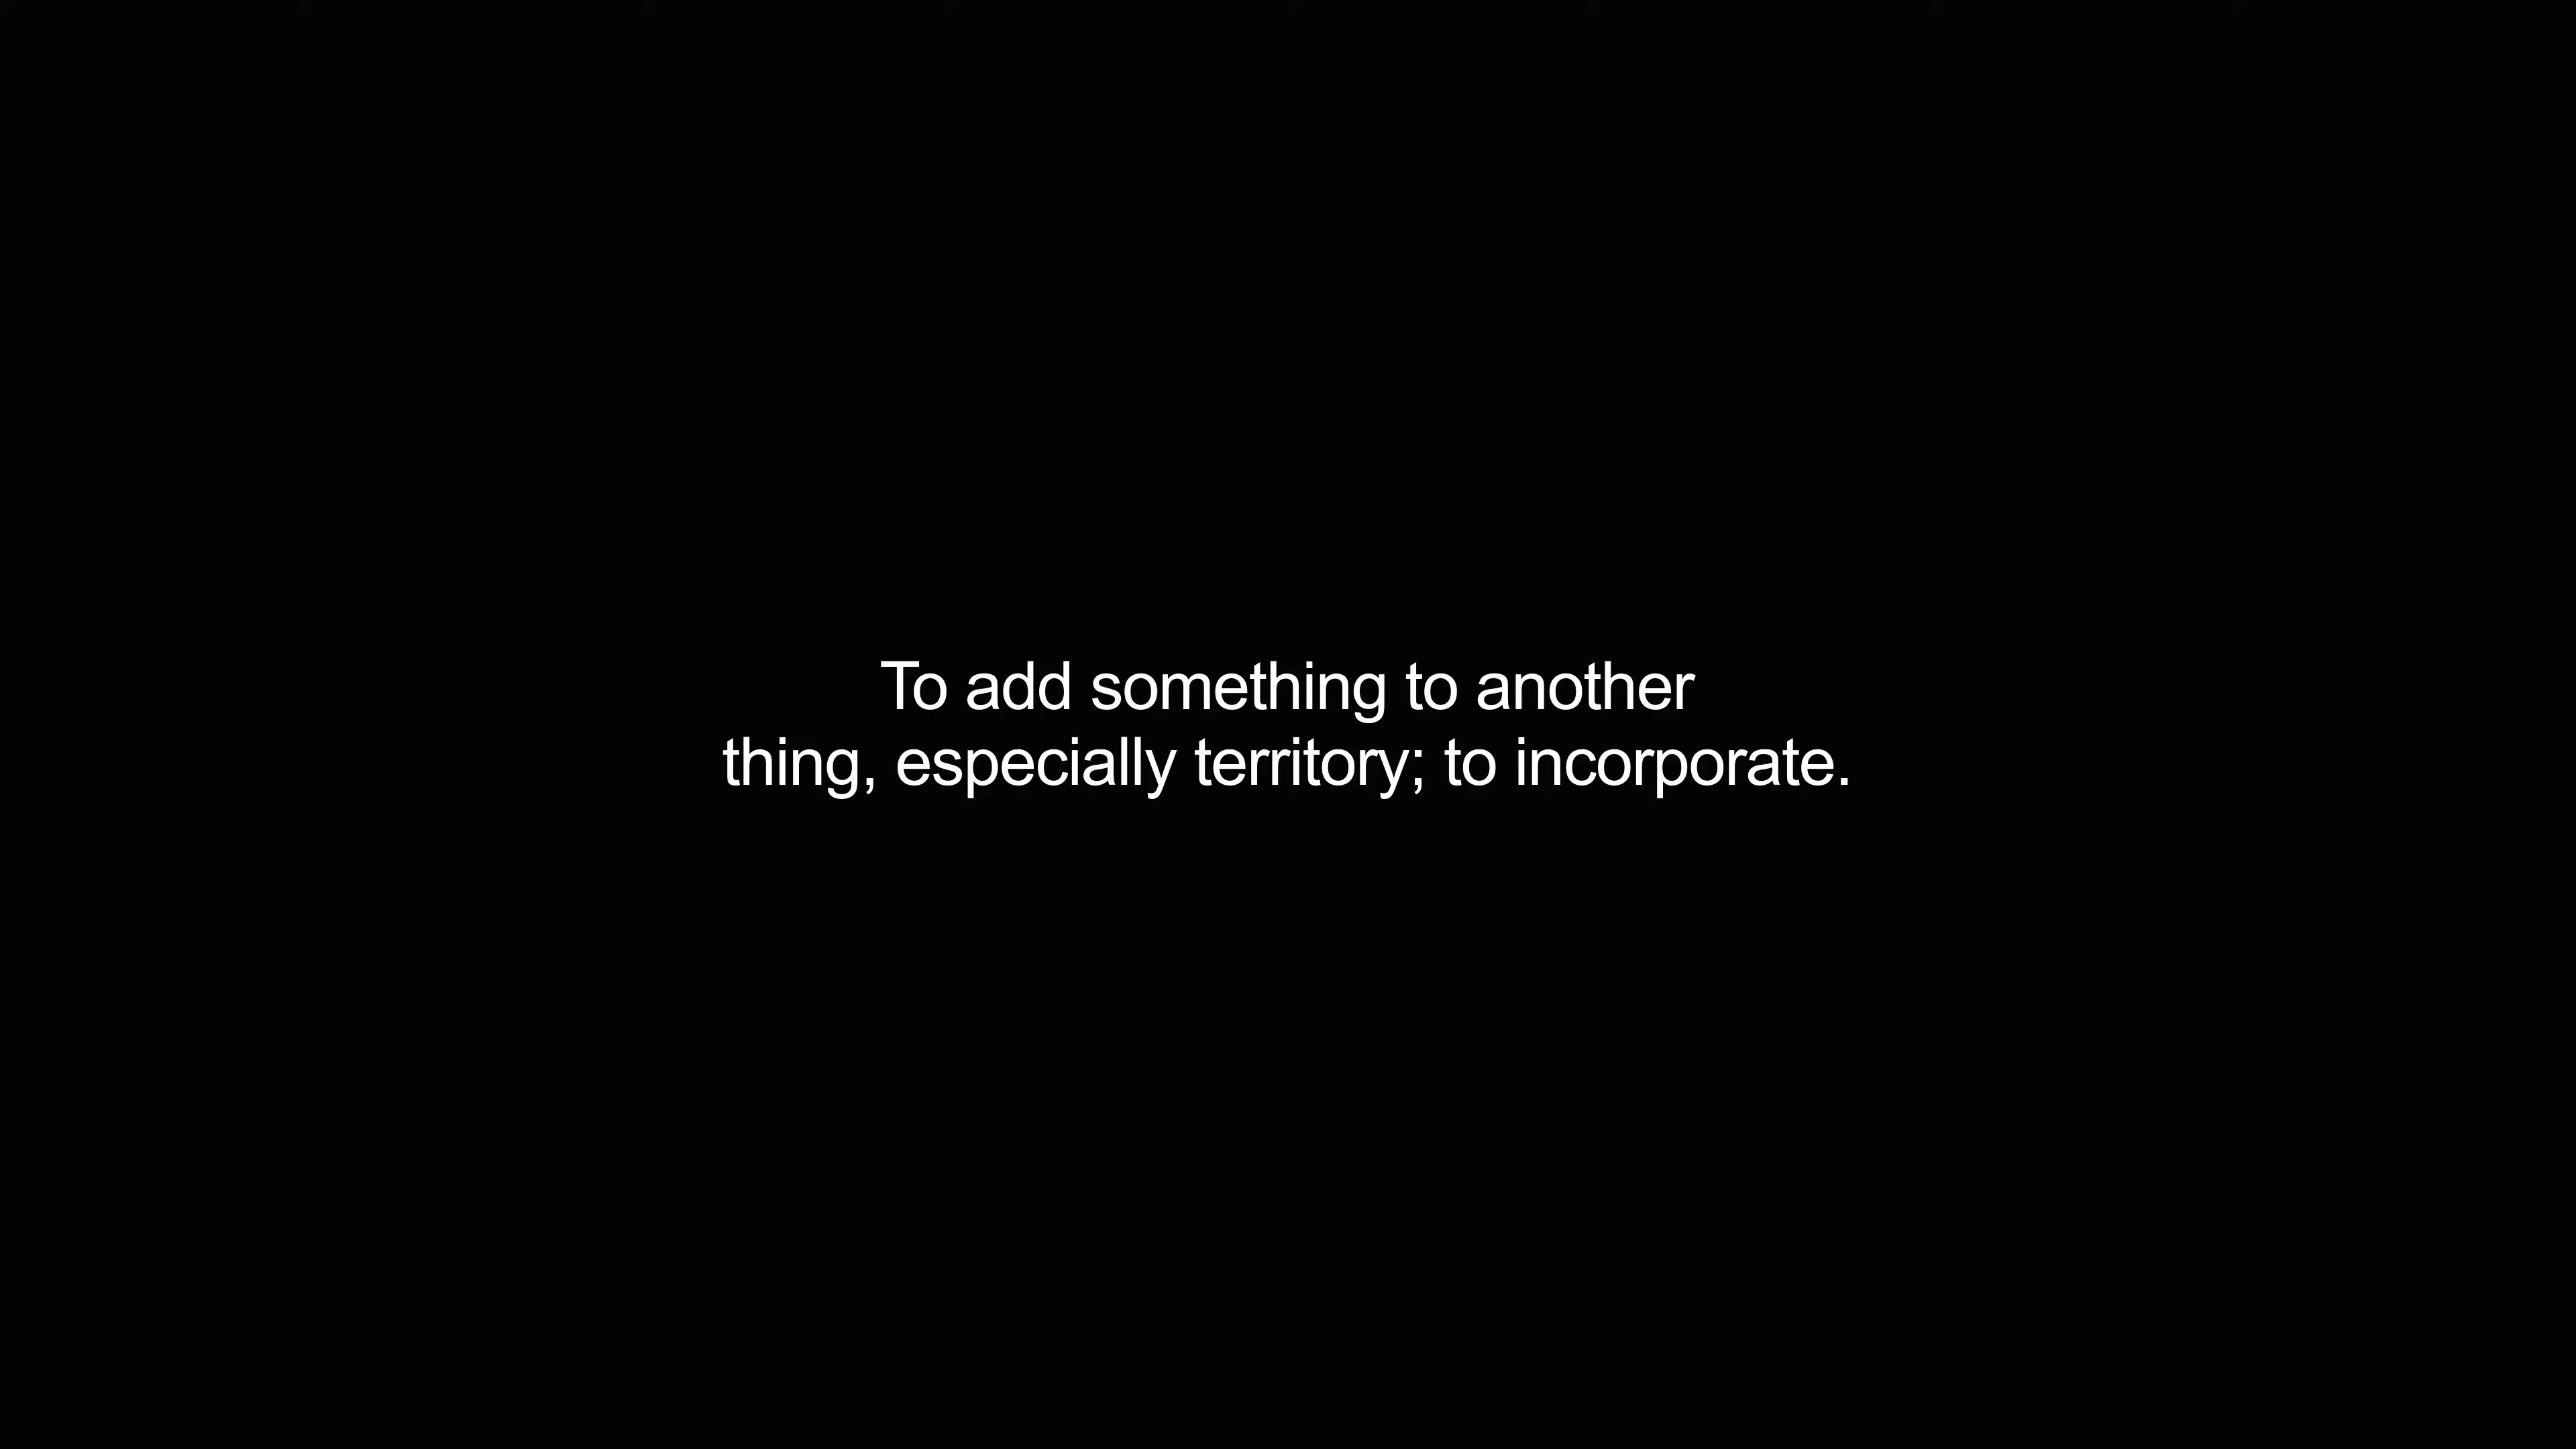 To add something to another
thing, especially territory; to incorporate.